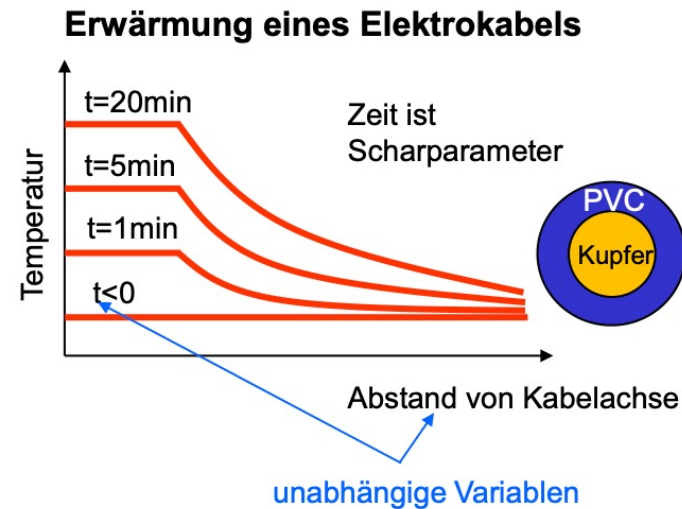 Erwärmung eines Elektrokabels
t=20min
Zeit ist
Scharparameter
t=5min
t=1min
t<0
Temperatur
PVC
Kupfer
Abstand von Kabelachse
unabhängige Variablen